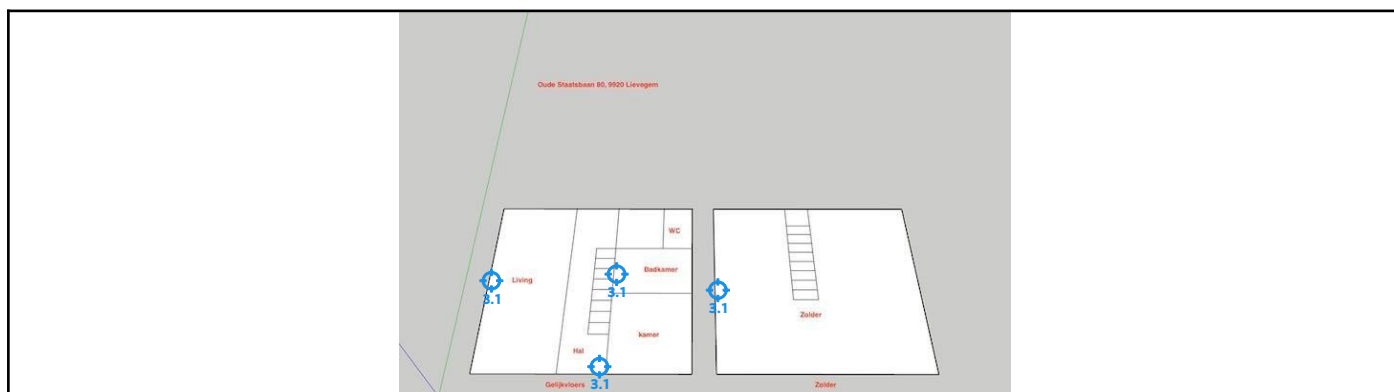 Oude Staatsbaan 80, 9920 Lievegem
WC
Badkamer
Living
3.1
3.1
3.1
Zolder
kamer
Hal
3.1
Gelijkvloers
Zolder